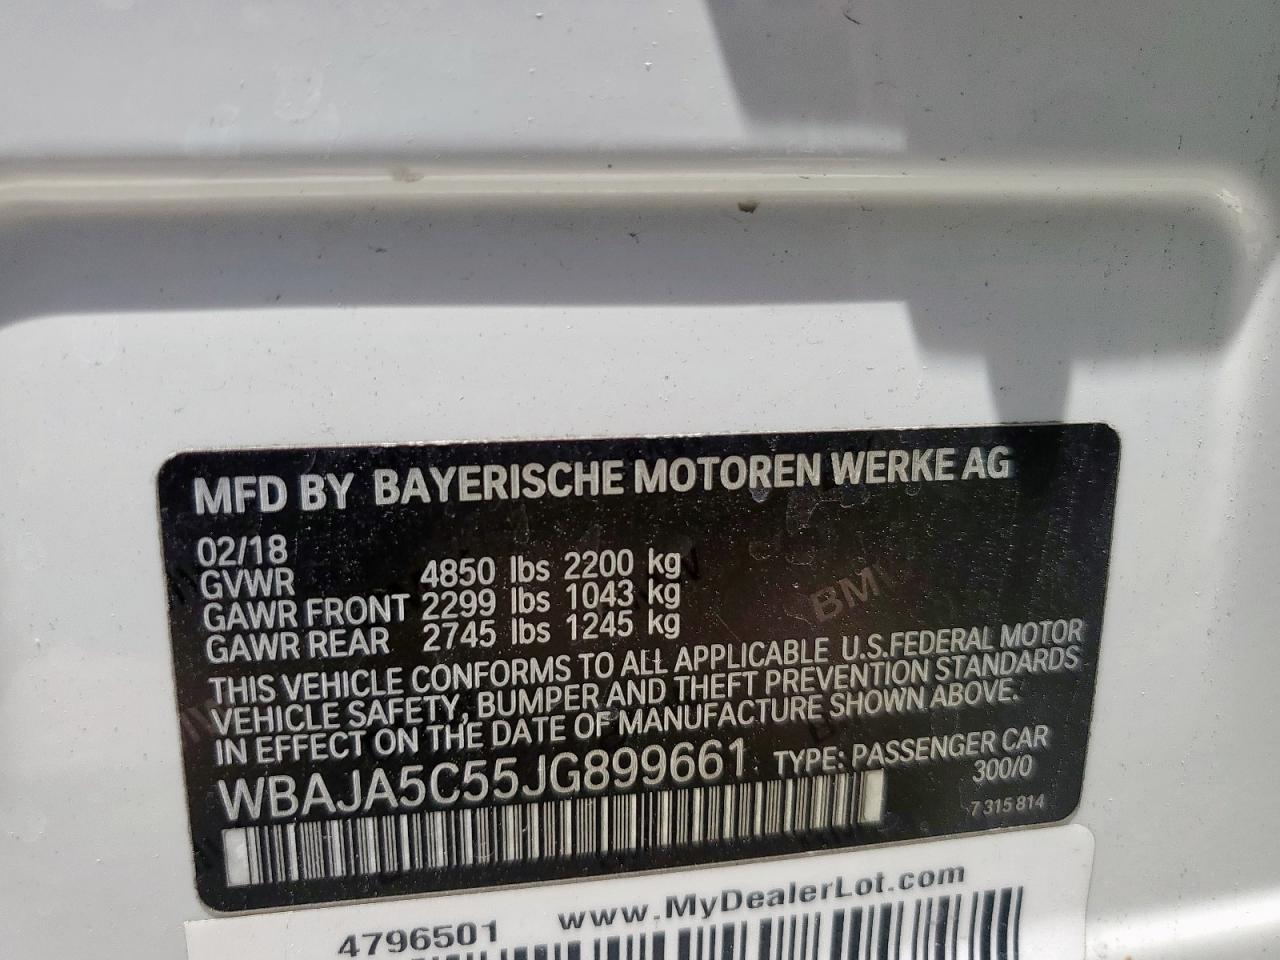 MFD BY BAYERISCHE MOTOREN WERKE AG
02/18
GVWR 4850 lbs 2200 kg
GAWR FRONT 2299 lbs 1043 kg
GAWR REAR 2745 lbs 1245 kg
THIS VEHICLE CONFORMS TO ALL APPLICABLE U.S.FEDERAL MOTOR
VEHICLE SAFETY, BUMPER AND THEFT PREVENTION STANDARDS
IN EFFECT ON THE DATE OF MANUFACTURE SHOWN ABOVE.
WBAJA5C55JG899661 TYPE: PASSENGER CAR
300/0
7 315 814
4796501 www.MyDealerLot.com